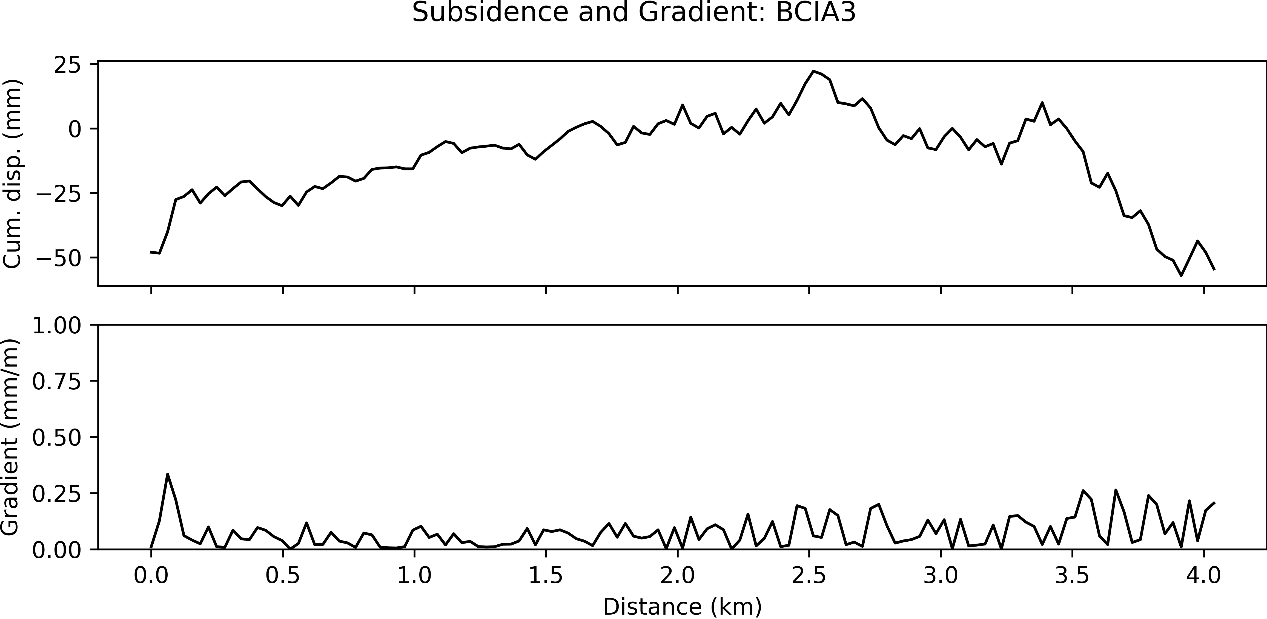 Subsidence and Gradient: BCIA3
Cum. disp. (mm)
25
0
−25
−50
Gradient (mm/m)
1.00
0.75
0.50
0.25
0.00
0.0 0.5 1.0 1.5 2.0 2.5 3.0 3.5 4.0
Distance (km)